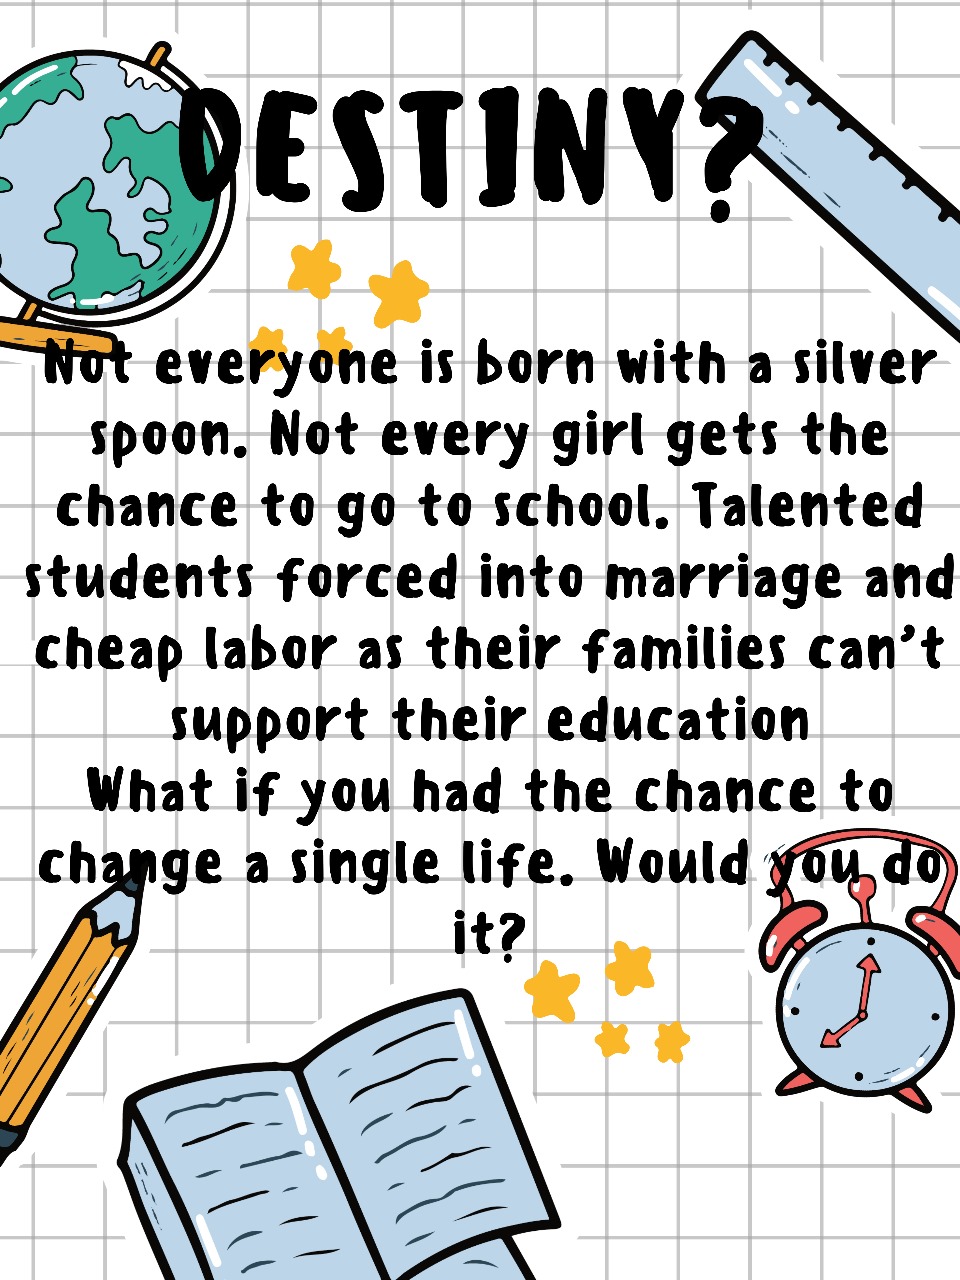 DESTINY?
Not everyone is born with a silver
spoon. Not every girl gets the
chance to go to school. Talented
students forced into marriage and
cheap labor as their families can't
support their education
What if you had the chance to
change a single life. Would you do
it?